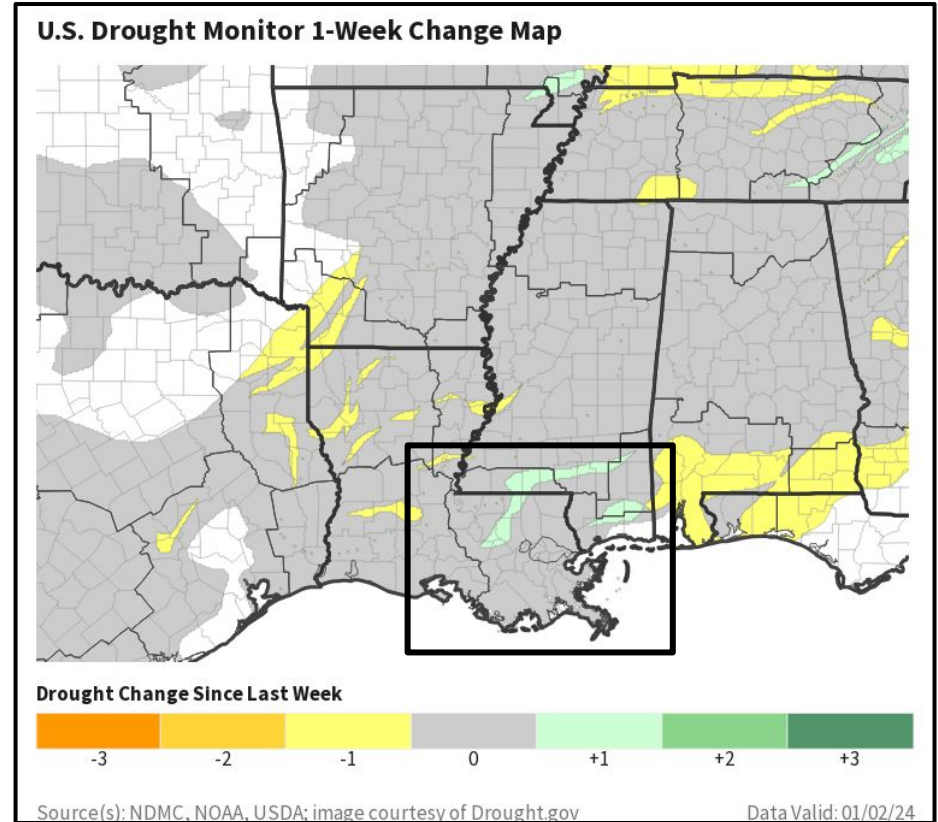 U.S. Drought Monitor 1-Week Change Map
Drought Change Since Last Week
-3 -2 -1 0 +1 +2 +3
Source(s): NDMC, NOAA, USDA; image courtesy of Drought.gov Data Valid: 01/02/24